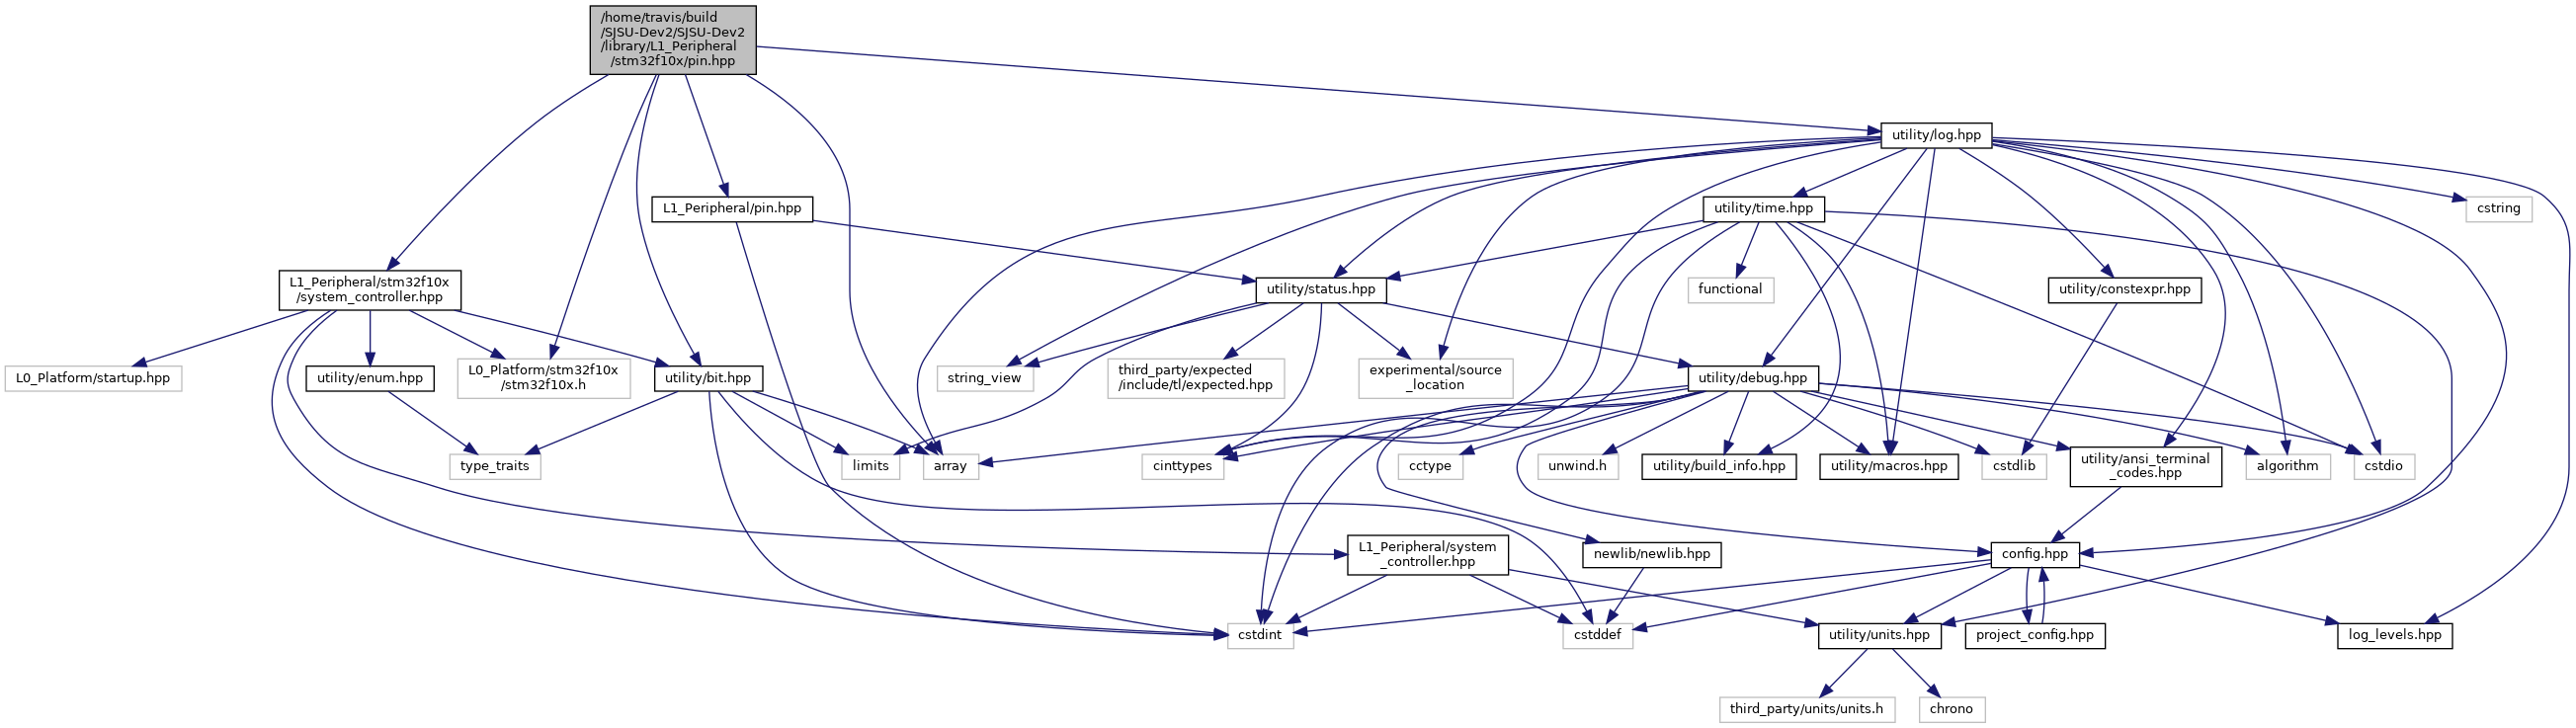 /home/travis/build
/SJSU-Dev2/SJSU-Dev2
/library/L1_Peripheral
/stm32f10x/pin.hpp
utility/log.hpp
L1_Peripheral/pin.hpp
utility/time.hpp
cstring
L1_Peripheral/stm32f10x
/system_controller.hpp
utility/status.hpp
functional
utility/constexpr.hpp
L0_Platform/startup.hpp
utility/enum.hpp
L0_Platform/stm32f10x
/stm32f10x.h
utility/bit.hpp
string_view
third_party/expected
/include/tl/expected.hpp
experimental/source
_location
utility/debug.hpp
type_traits
limits
array
cinttypes
cctype
unwind.h
utility/build_info.hpp
utility/macros.hpp
cstdlib
utility/ansi_terminal
_codes.hpp
algorithm
cstdio
L1_Peripheral/system
_controller.hpp
newlib/newlib.hpp
config.hpp
cstdint
cstddef
utility/units.hpp
project_config.hpp
log_levels.hpp
third_party/units/units.h
chrono